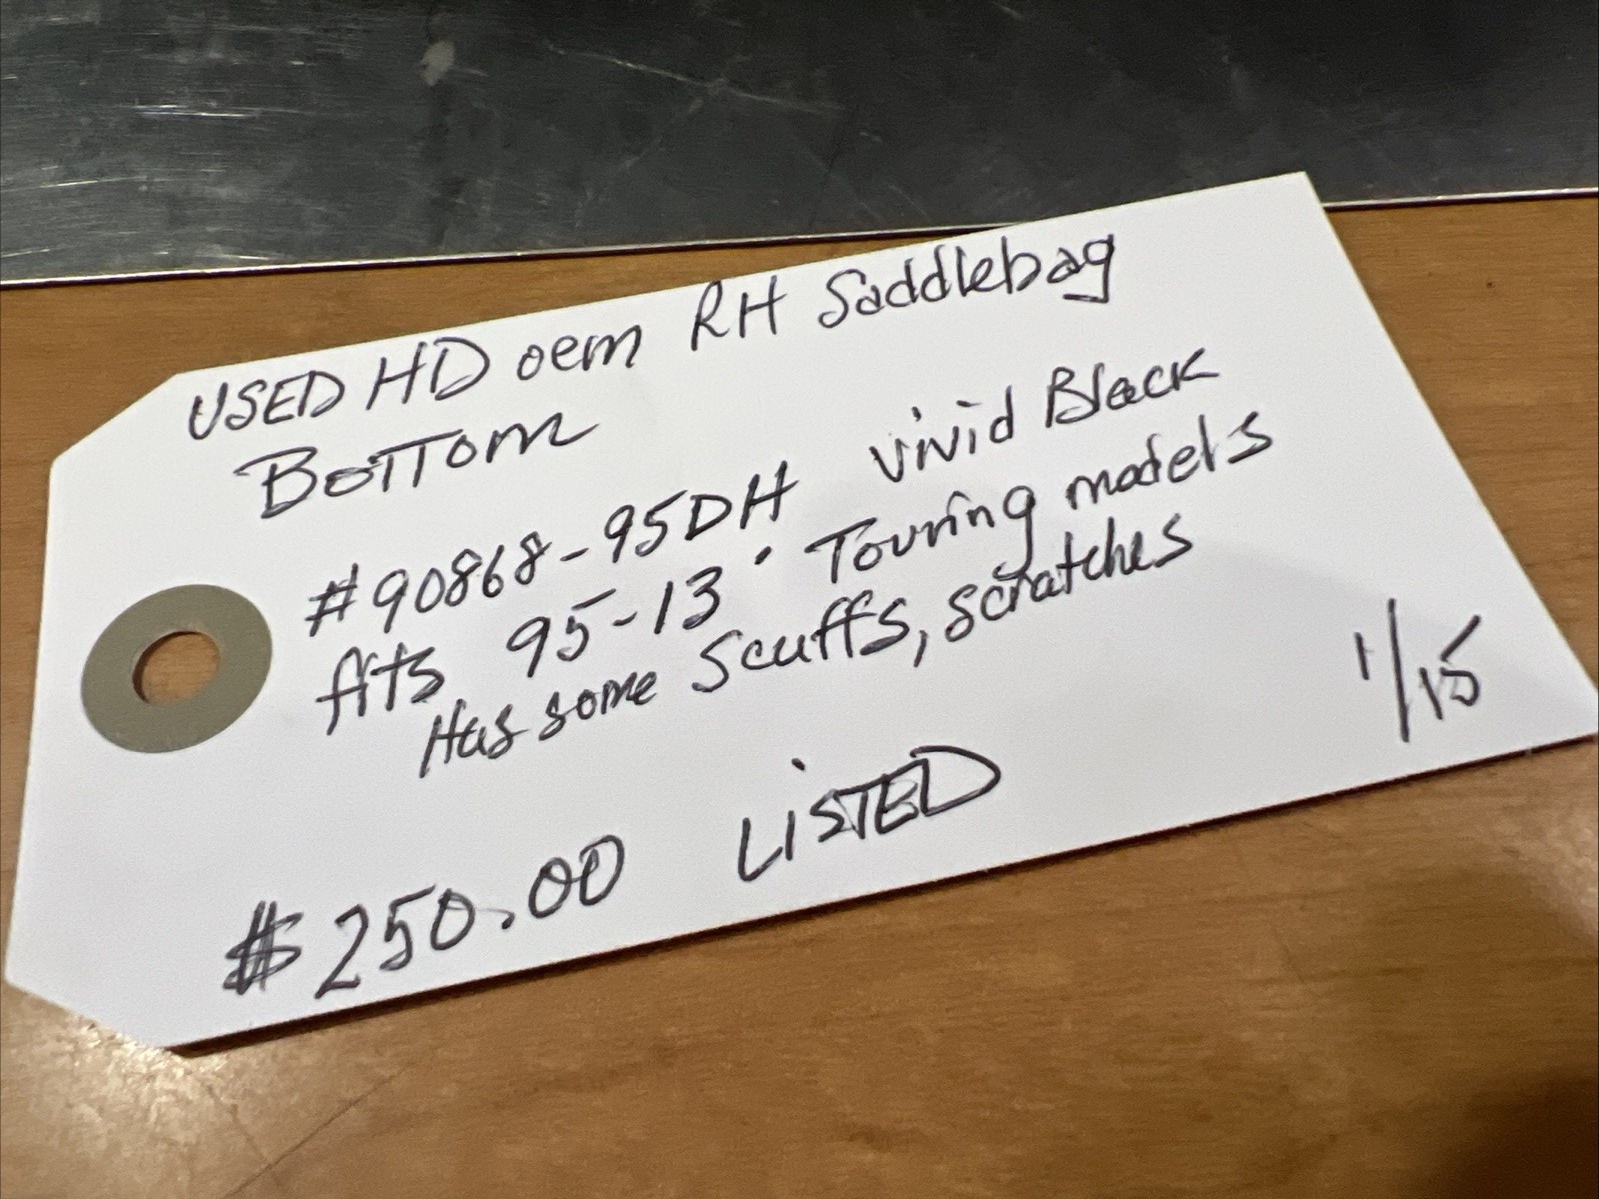 USED HD oem RH Saddlebag
BOTTOM
#90868-95DH Vivid Black
fits 95-13' Touring models
Has some Scuffs, scratches
1/15
$250.00 LiSTED